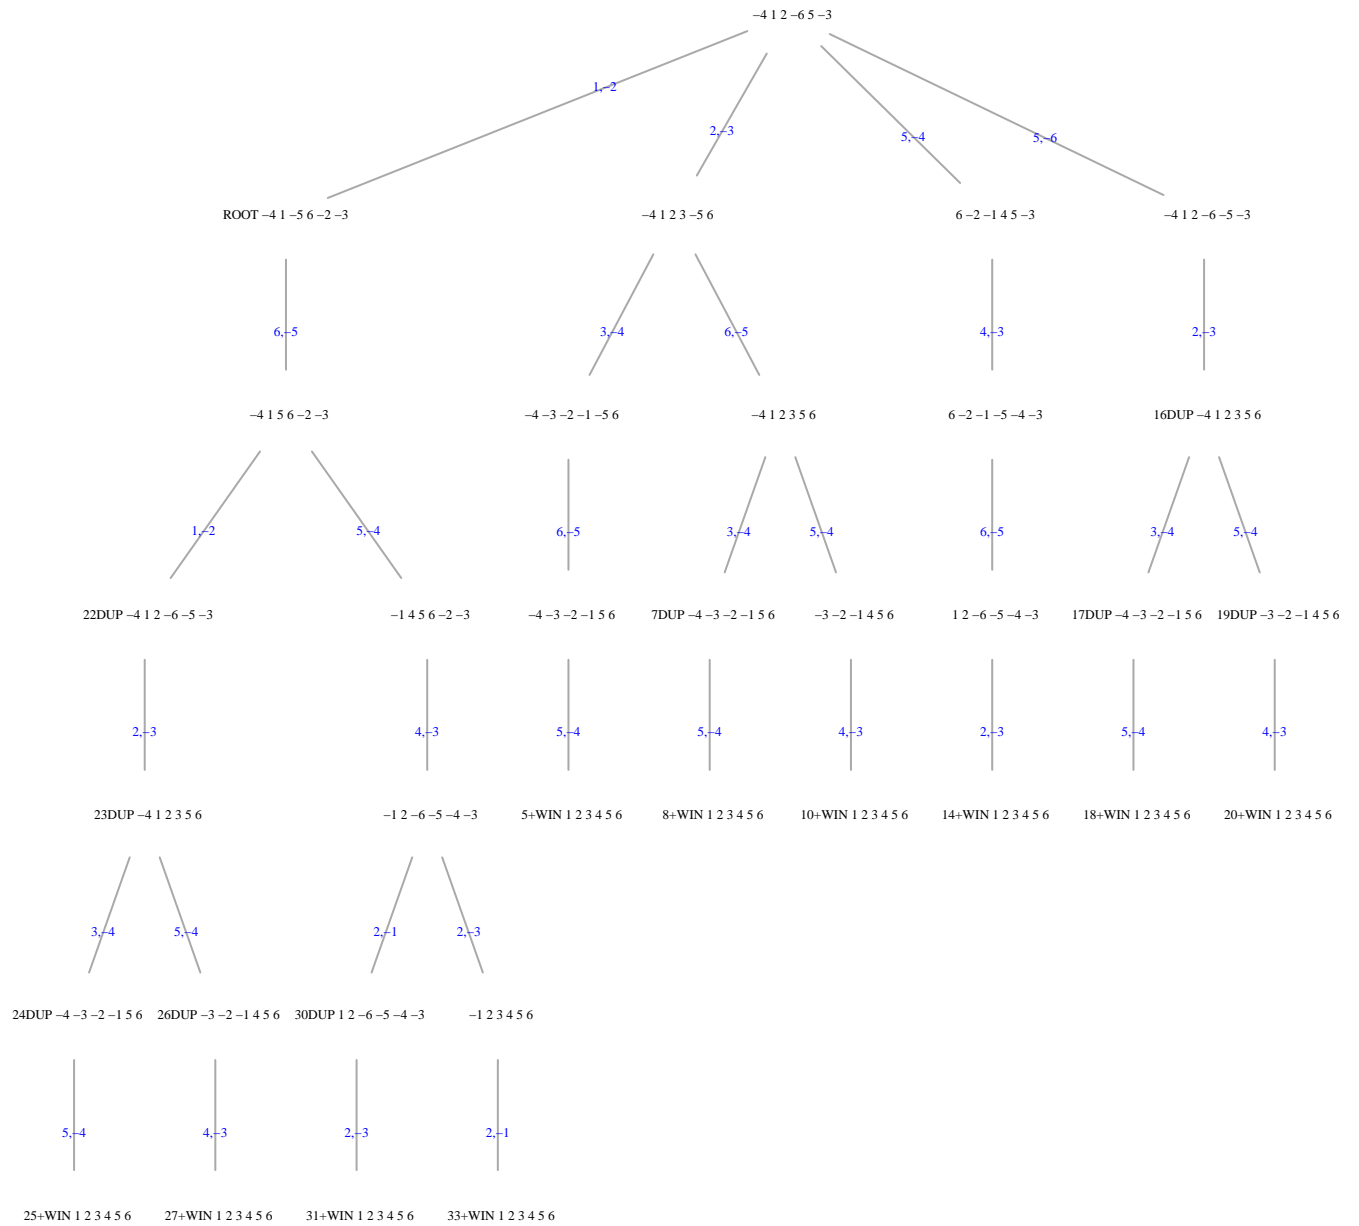 −4 1 2 −6 5 −3
1,−2
2,−3
5,−4
5,−6
ROOT −4 1 −5 6 −2 −3
−4 1 2 3 −5 6
6 −2 −1 4 5 −3
−4 1 2 −6 −5 −3
6,−5
3,−4
6,−5
4,−3
2,−3
−4 1 5 6 −2 −3
−4 −3 −2 −1 −5 6
−4 1 2 3 5 6
6 −2 −1 −5 −4 −3
16DUP −4 1 2 3 5 6
1,−2
5,−4
6,−5
3,−4
5,−4
6,−5
3,−4
5,−4
22DUP −4 1 2 −6 −5 −3
−1 4 5 6 −2 −3
−4 −3 −2 −1 5 6
7DUP −4 −3 −2 −1 5 6
−3 −2 −1 4 5 6
1 2 −6 −5 −4 −3
17DUP −4 −3 −2 −1 5 6
19DUP −3 −2 −1 4 5 6
2,−3
4,−3
5,−4
5,−4
4,−3
2,−3
5,−4
4,−3
23DUP −4 1 2 3 5 6
−1 2 −6 −5 −4 −3
5+WIN 1 2 3 4 5 6
8+WIN 1 2 3 4 5 6
10+WIN 1 2 3 4 5 6
14+WIN 1 2 3 4 5 6
18+WIN 1 2 3 4 5 6
20+WIN 1 2 3 4 5 6
3,−4
5,−4
2,−1
2,−3
24DUP −4 −3 −2 −1 5 6
26DUP −3 −2 −1 4 5 6
30DUP 1 2 −6 −5 −4 −3
−1 2 3 4 5 6
5,−4
4,−3
2,−3
2,−1
25+WIN 1 2 3 4 5 6
27+WIN 1 2 3 4 5 6
31+WIN 1 2 3 4 5 6
33+WIN 1 2 3 4 5 6